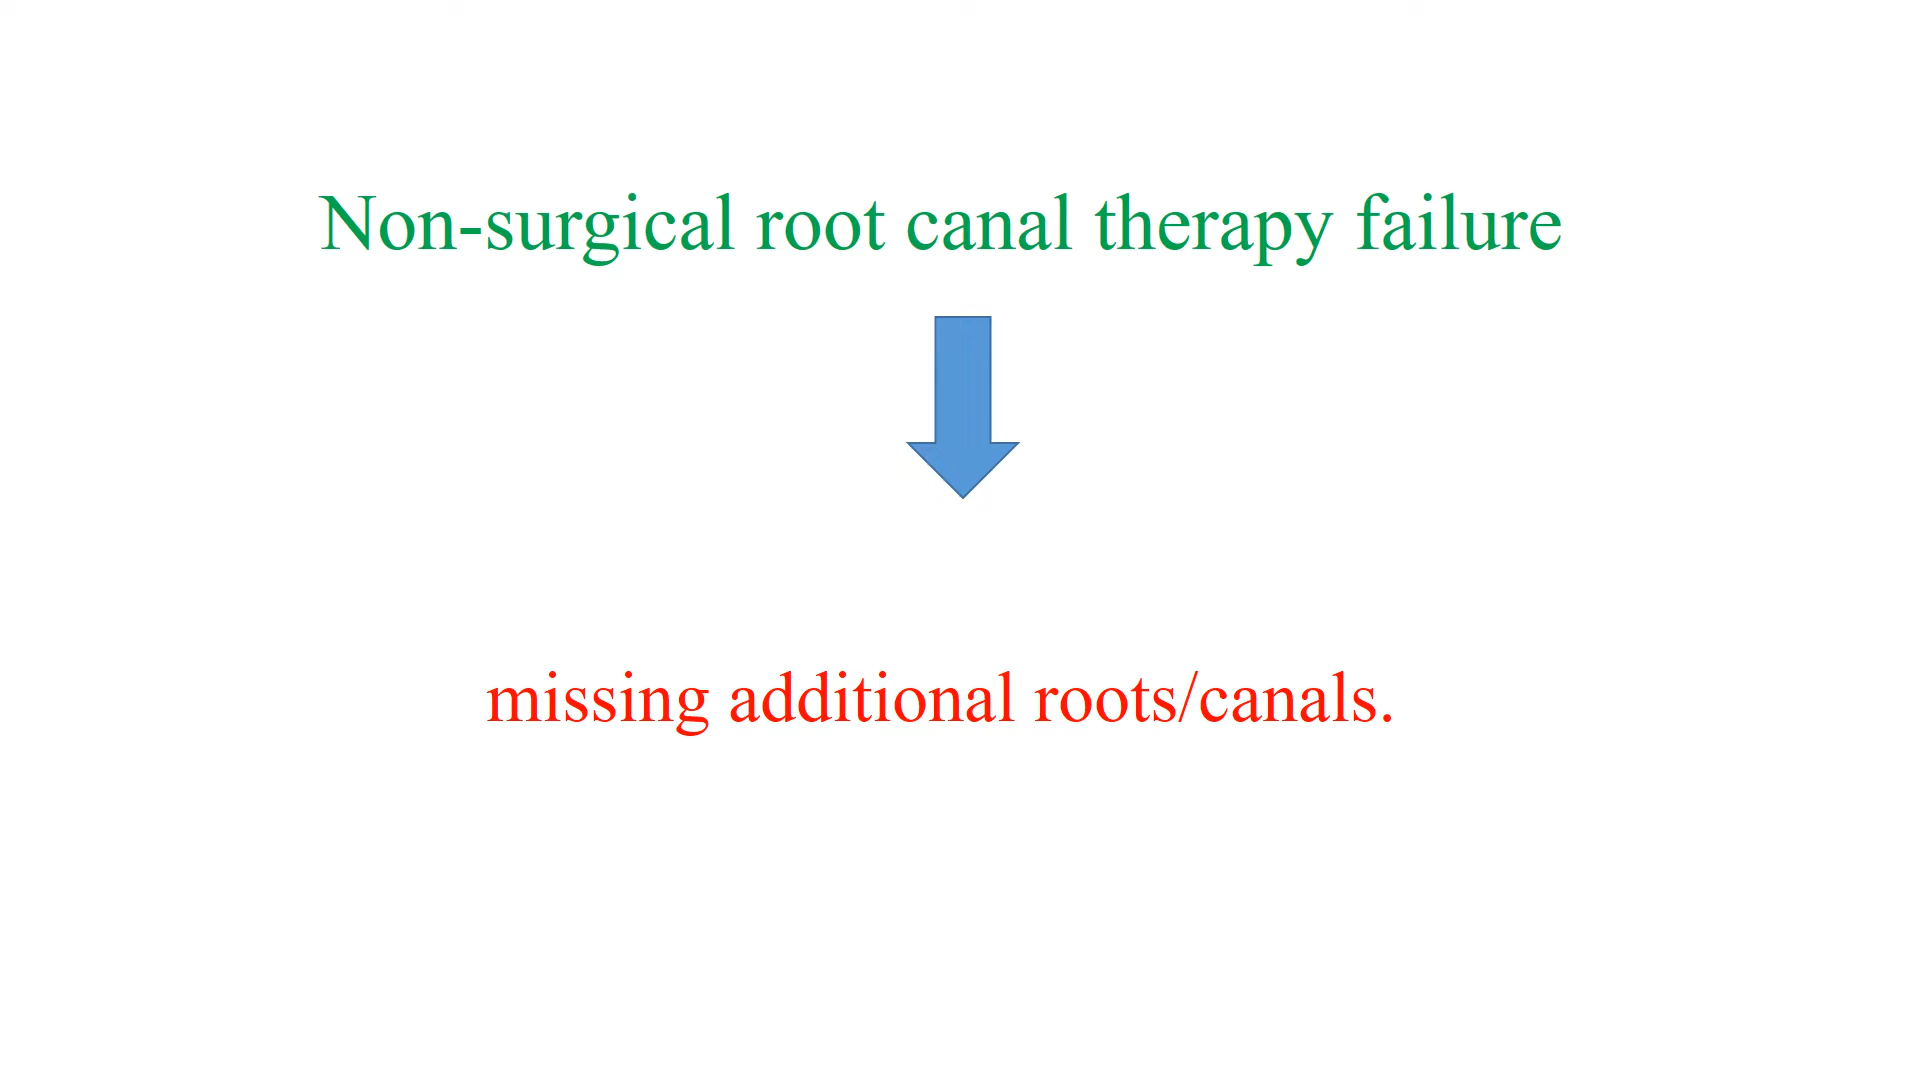 Non-surgical root canal therapy failure
missing additional roots/canals.